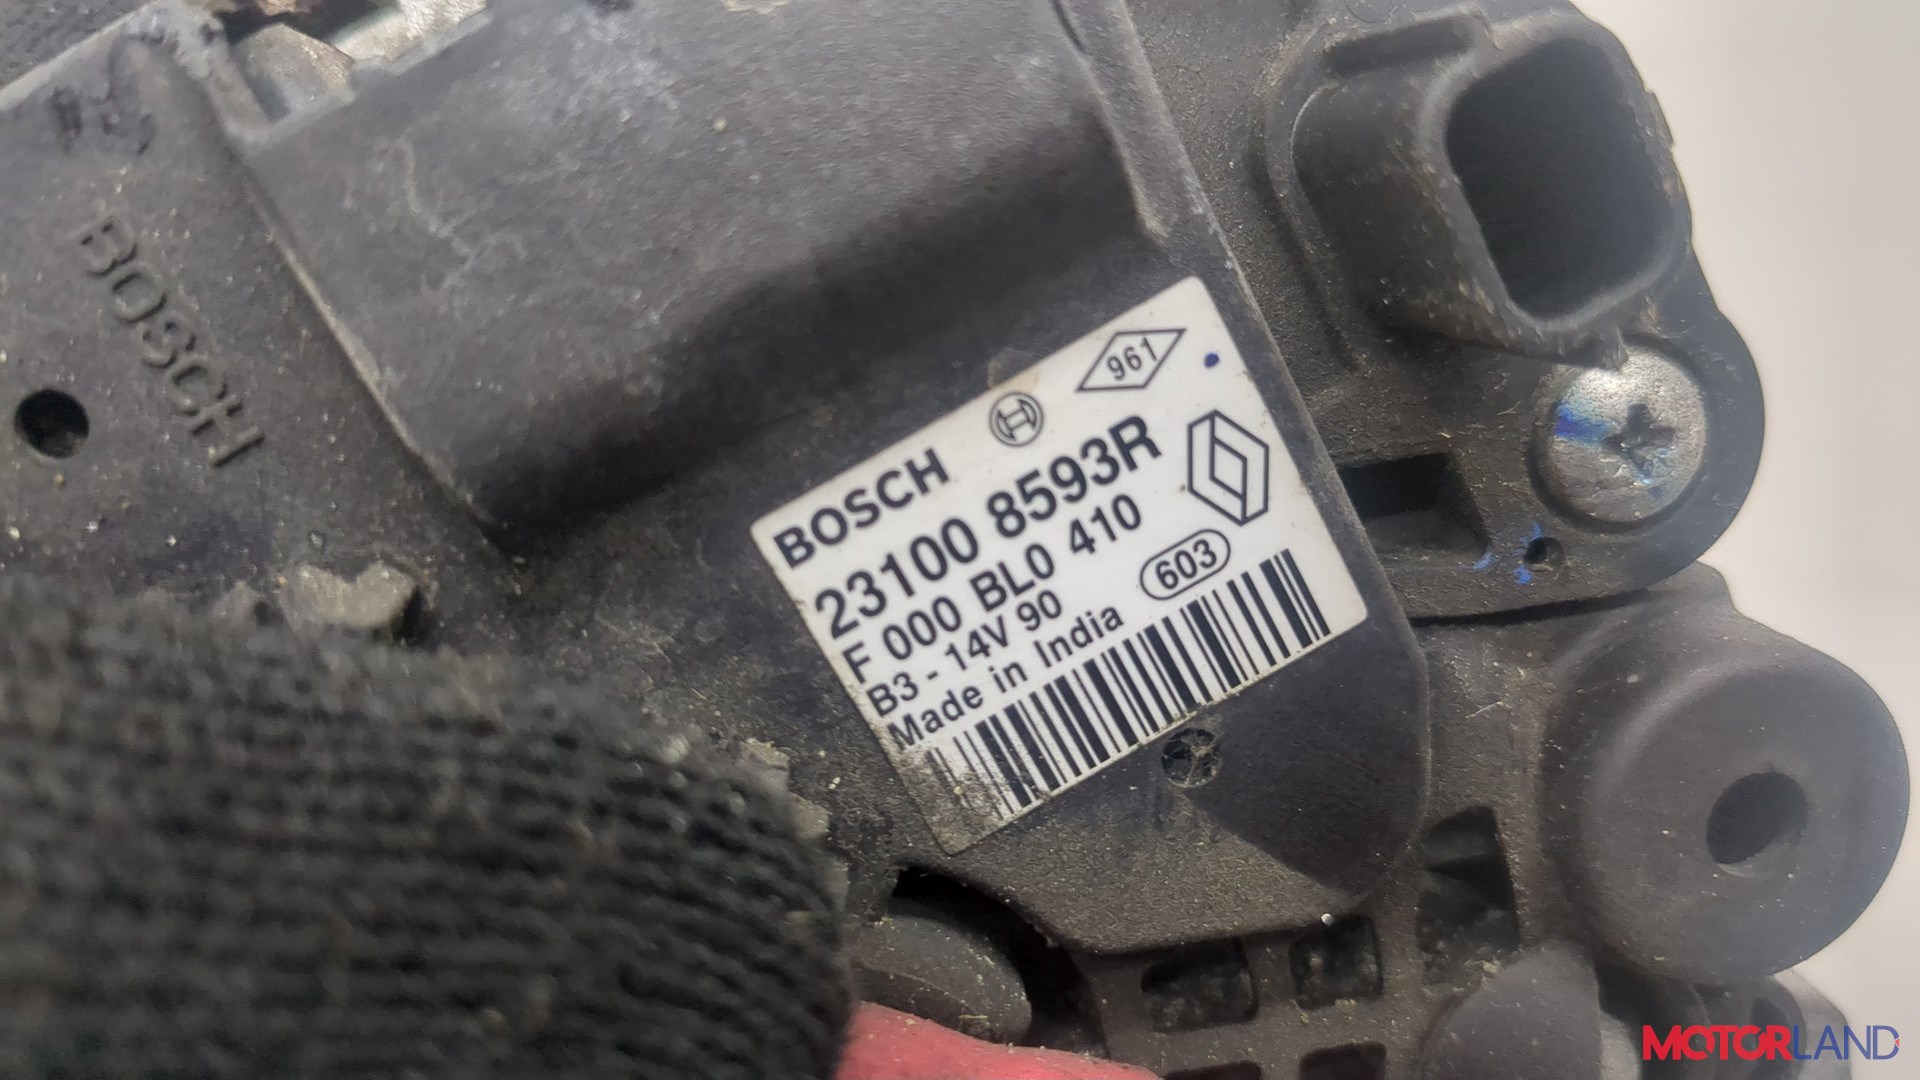 BOSCH
961
BOSCH
23100 8593R
F 000 BL0 410
B3 - 14V 90
603
Made in India
MOTORLAND